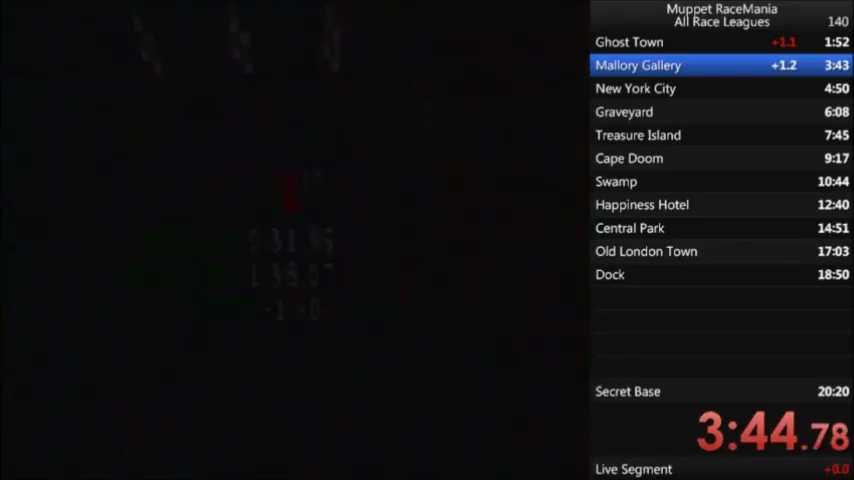 Muppet RaceMania
All Race Leagues 140
Ghost Town +1.1 1:52
Mallory Gallery +1.2 3:43
New York City 4:50
Graveyard 6:08
Treasure Island 7:45
Cape Doom 9:17
Swamp 10:44
Happiness Hotel 12:40
Central Park 14:51
Old London Town 17:03
Dock 18:50
Secret Base 20:20
3:44.78
Live Segment +0.0